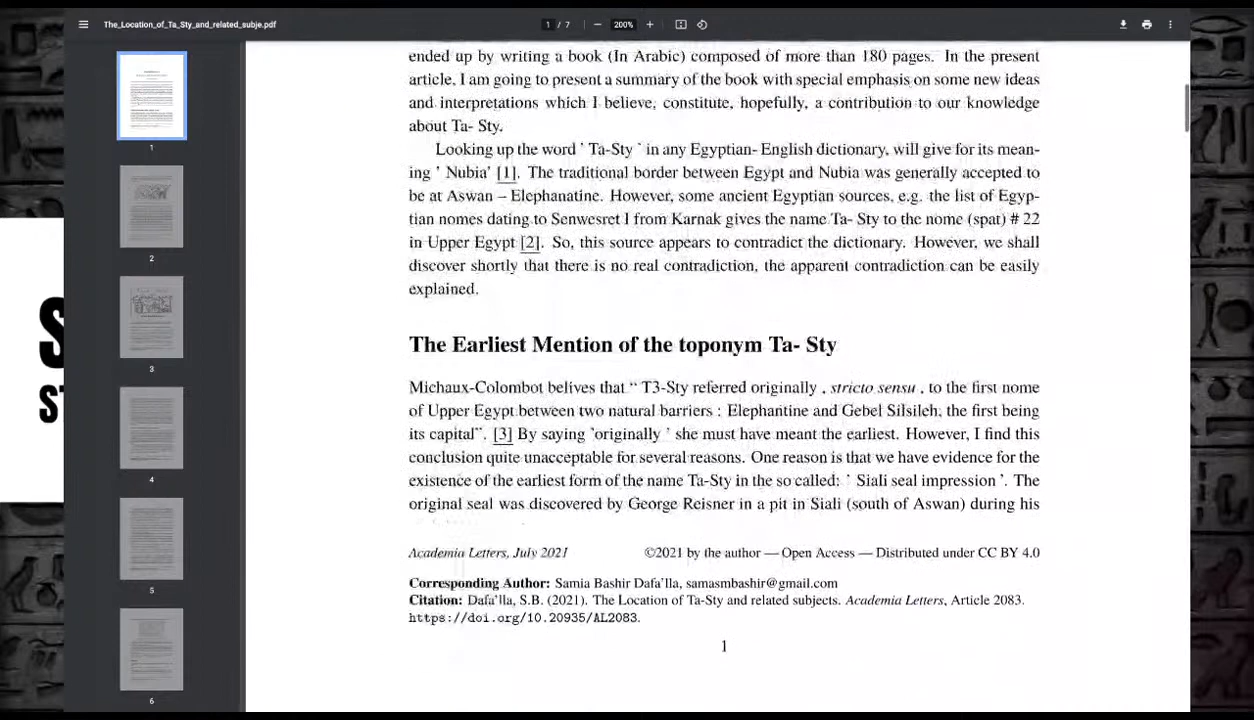 The_Location_of_Ta_Sty_and_related_subje.pdf
1 / 7
200%
ended up by writing a book (In Arabic) composed of more than 180 pages. In the present
article, I am going to present a summary of the book with special emphasis on some new ideas
and interpretations which I believe, constitute, hopefully, a contribution to our knowledge
about Ta- Sty.
Looking up the word ' Ta-Sty ` in any Egyptian- English dictionary, will give for its mean-
ing ' Nubia' [1]. The traditional border between Egypt and Nubia was generally accepted to
be at Aswan – Elephanatine. However, some ancient Egyptian sources, e.g. the list of Egyp-
tian nomes dating to Senwesret I from Karnak gives the name Ta- Sty to the nome (spat) # 22
in Upper Egypt [2]. So, this source appears to contradict the dictionary. However, we shall
discover shortly that there is no real contradiction, the apparent contradiction can be easily
explained.
The Earliest Mention of the toponym Ta- Sty
Michaux-Colombot belives that “ T3-Sty referred originally , stricto sensu , to the first nome
of Upper Egypt between two natural barriers : Elephantine and Gebel Silsileh, the first being
its capital”. [3] By saying `originally ' she must have meant the earliest. However, I find this
conclusion quite unacceptable for several reasons. One reason is that we have evidence for the
existence of the earliest form of the name Ta-Sty in the so called: ' Siali seal impression '. The
original seal was discovered by George Reisner in a pit in Siali (south of Aswan) during his
Academia Letters, July 2021 ©2021 by the author — Open Access — Distributed under CC BY 4.0
Corresponding Author: Samia Bashir Dafa'lla, samasmbashir@gmail.com
Citation: Dafa'lla, S.B. (2021). The Location of Ta-Sty and related subjects. Academia Letters, Article 2083.
https://doi.org/10.20935/AL2083.
1
1
2
3
4
5
6